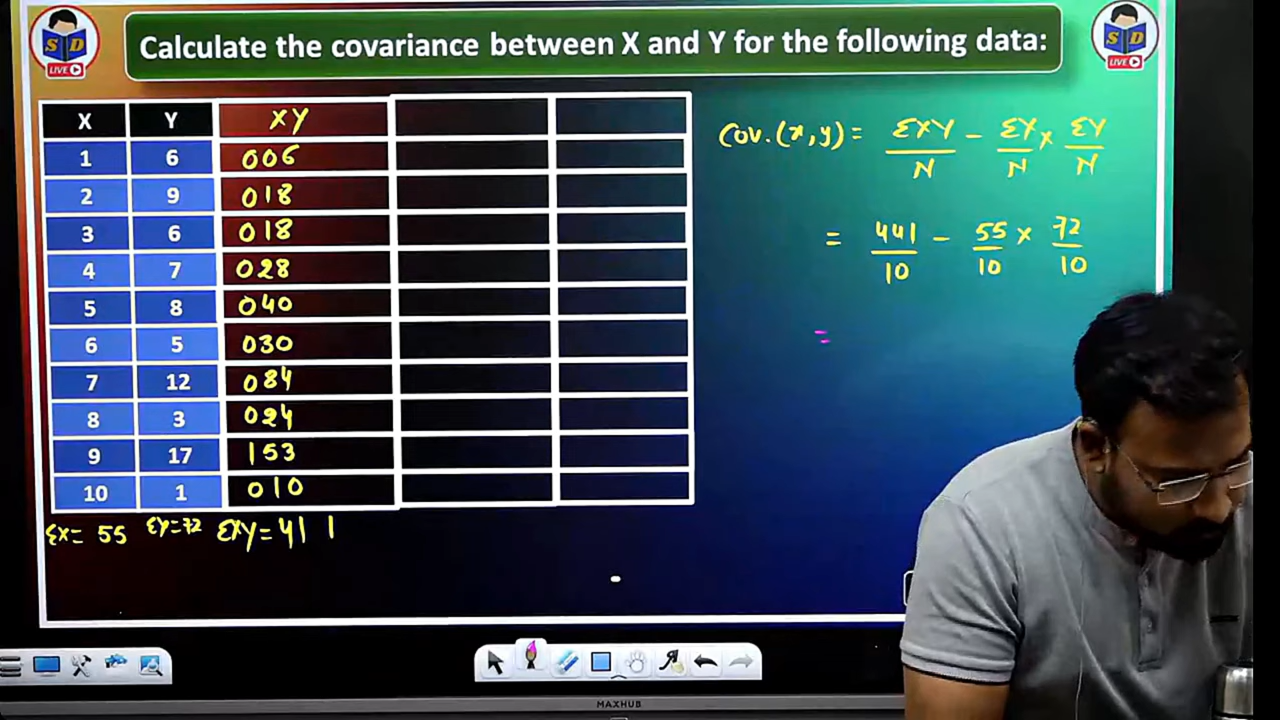 Calculate the covariance between X and Y for the following data:
S D
LIVE
S D
LIVE
X Y XY
1 6 006
2 9 018
3 6 018
4 7 028
5 8 040
6 5 030
7 12 084
8 3 024
9 17 153
10 1 010
ΣX= 55 ΣY=72 ΣXY=41 1
Cov.(x,y)= ΣXY/N - ΣX/N × ΣY/N
= 441/10 - 55/10 × 72/10
=
MAXHUB